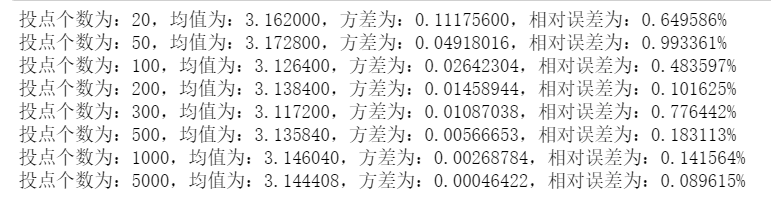 投点个数为：20，均值为：3.162000，方差为：0.11175600，相对误差为：0.649586%
投点个数为：50，均值为：3.172800，方差为：0.04918016，相对误差为：0.993361%
投点个数为：100，均值为：3.126400，方差为：0.02642304，相对误差为：0.483597%
投点个数为：200，均值为：3.138400，方差为：0.01458944，相对误差为：0.101625%
投点个数为：300，均值为：3.117200，方差为：0.01087038，相对误差为：0.776442%
投点个数为：500，均值为：3.135840，方差为：0.00566653，相对误差为：0.183113%
投点个数为：1000，均值为：3.146040，方差为：0.00268784，相对误差为：0.141564%
投点个数为：5000，均值为：3.144408，方差为：0.00046422，相对误差为：0.089615%